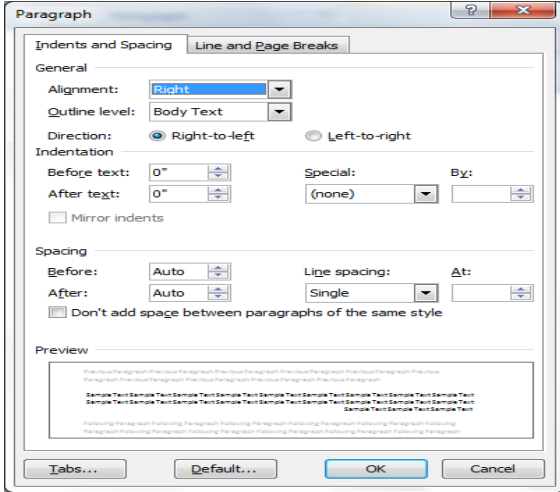 Paragraph
Indents and Spacing Line and Page Breaks
General
Alignment: Right
Outline level: Body Text
Direction: Right-to-left Left-to-right
Indentation
Before text: 0" Special: By:
After text: 0" (none)
Mirror indents
Spacing
Before: Auto Line spacing: At:
After: Auto Single
Don't add space between paragraphs of the same style
Preview
Previous Paragraph Previous Paragraph Previous Paragraph Previous Paragraph Previous Paragraph Previous
Paragraph Previous Paragraph Previous Paragraph Previous Paragraph Previous Paragraph
Sample Text Sample Text Sample Text Sample Text Sample Text Sample Text Sample Text Sample Text Sample Text
Sample Text Sample Text Sample Text Sample Text Sample Text Sample Text Sample Text Sample Text Sample Text
Sample Text Sample Text Sample Text
Following Paragraph Following Paragraph Following Paragraph Following Paragraph Following
Paragraph Following Paragraph Following Paragraph Following Paragraph Following Paragraph
Tabs... Default... OK Cancel